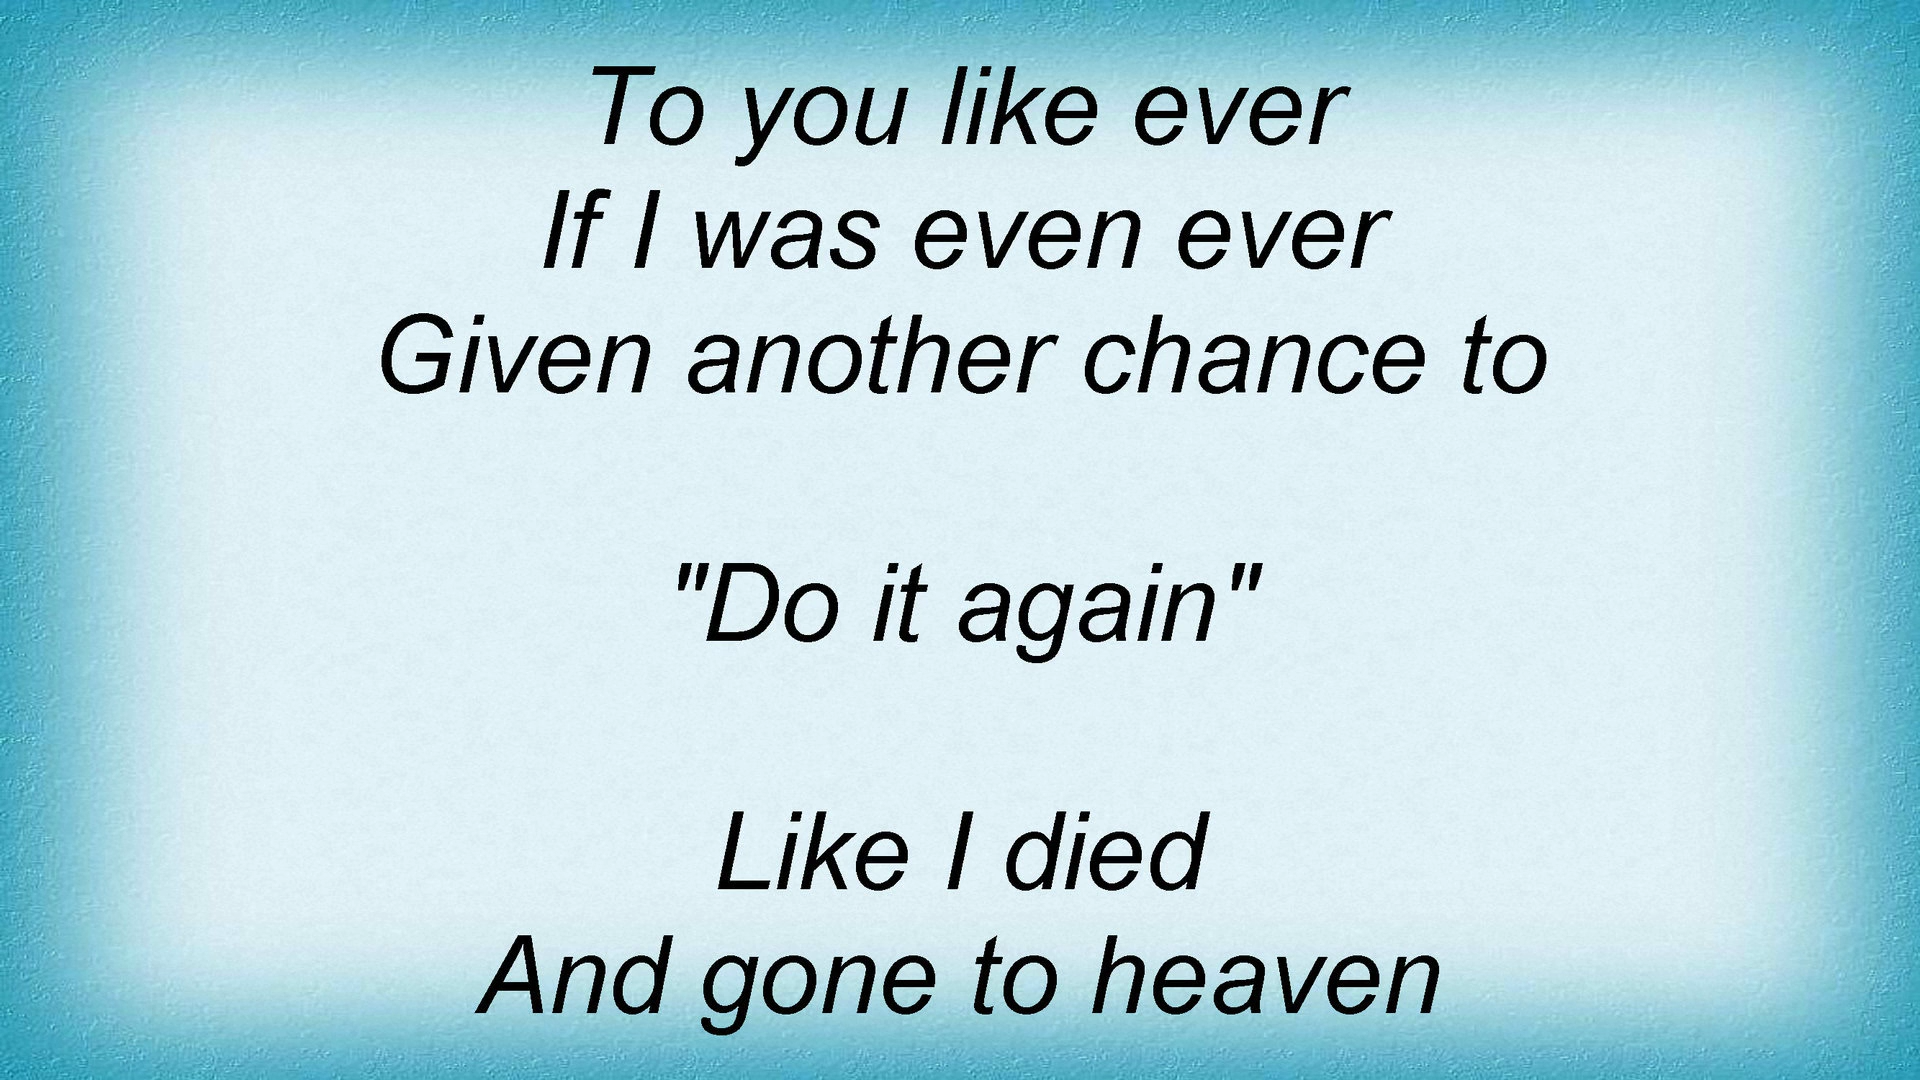 To you like ever
If I was even ever
Given another chance to
"Do it again"
Like I died
And gone to heaven